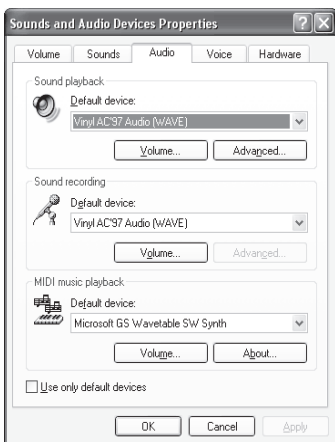 Sounds and Audio Devices Properties
Volume Sounds Audio Voice Hardware
Sound playback
Default device:
Vinyl AC'97 Audio (WAVE)
Volume... Advanced...
Sound recording
Default device:
Vinyl AC'97 Audio (WAVE)
Volume... Advanced...
MIDI music playback
Default device:
Microsoft GS Wavetable SW Synth
Volume... About...
Use only default devices
OK Cancel Apply